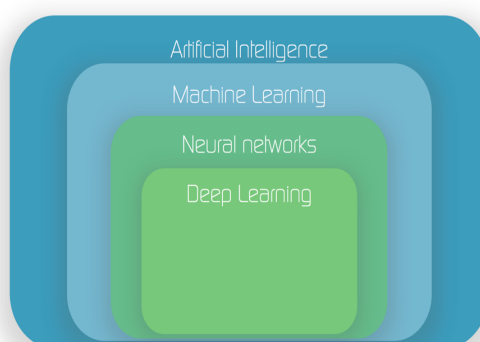 Artificial Intelligence
Machine Learning
Neural networks
Deep Learning